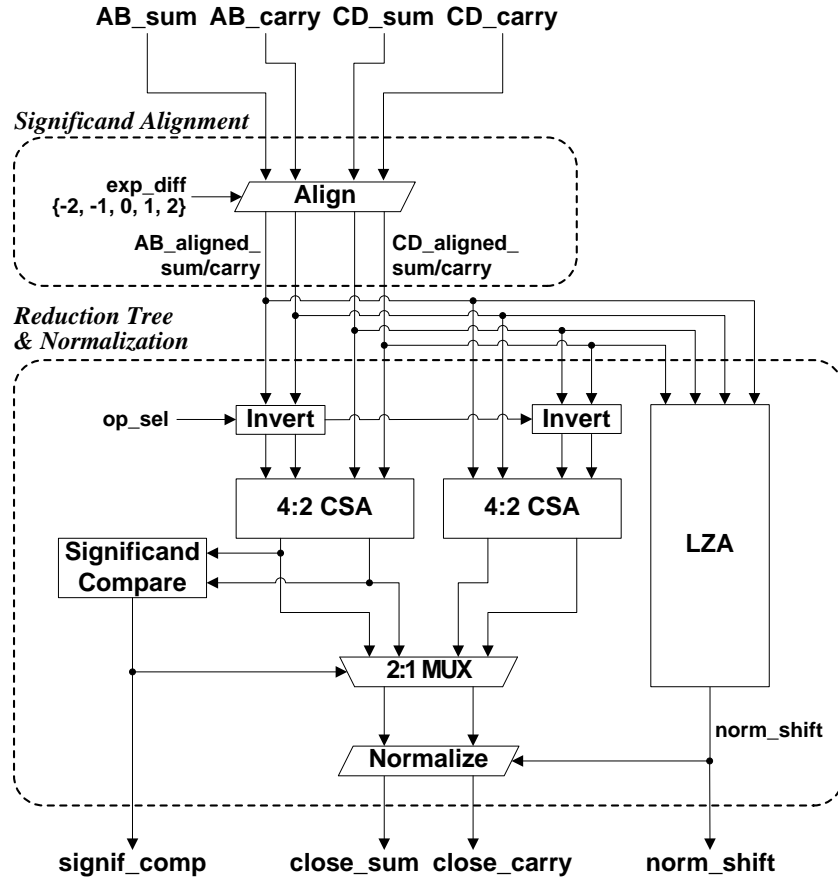 AB_sum AB_carry CD_sum CD_carry
Significand Alignment
exp_diff
{-2, -1, 0, 1, 2}
Align
AB_aligned_
sum/carry
CD_aligned_
sum/carry
Reduction Tree
& Normalization
op_sel
Invert
Invert
4:2 CSA
4:2 CSA
LZA
Significand
Compare
2:1 MUX
norm_shift
Normalize
signif_comp
close_sum close_carry
norm_shift